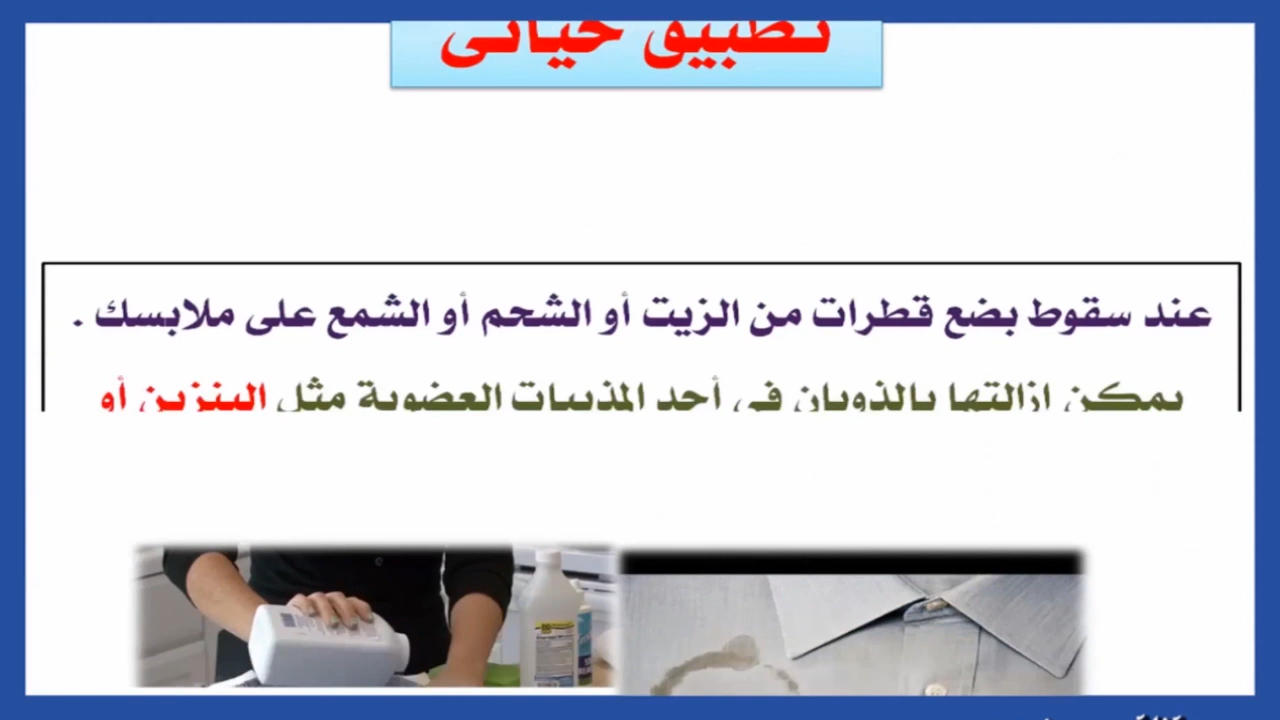 تطبيق حياتى
عند سقوط بضع قطرات من الزيت أو الشحم أو الشمع على ملابسك .
يمكن ازالتها بالذوبان فى أحد المذيبات العضوية مثل البنزين أو